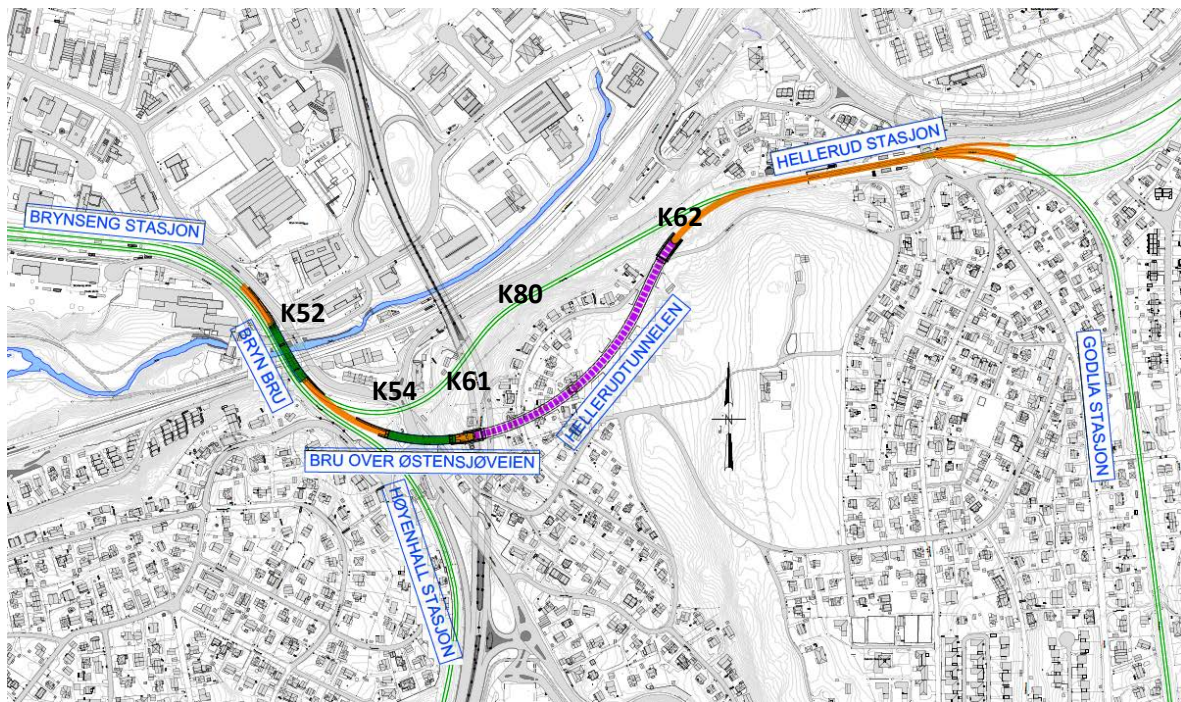 HELLERUD STASJON
BRYNSENG STASJON
K62
K80
K52
BRYN BRU
K54
K61
HELLERUDTUNNELEN
GODLIA STASJON
BRU OVER ØSTENSJØVEIEN
HØYENHALL STASJON